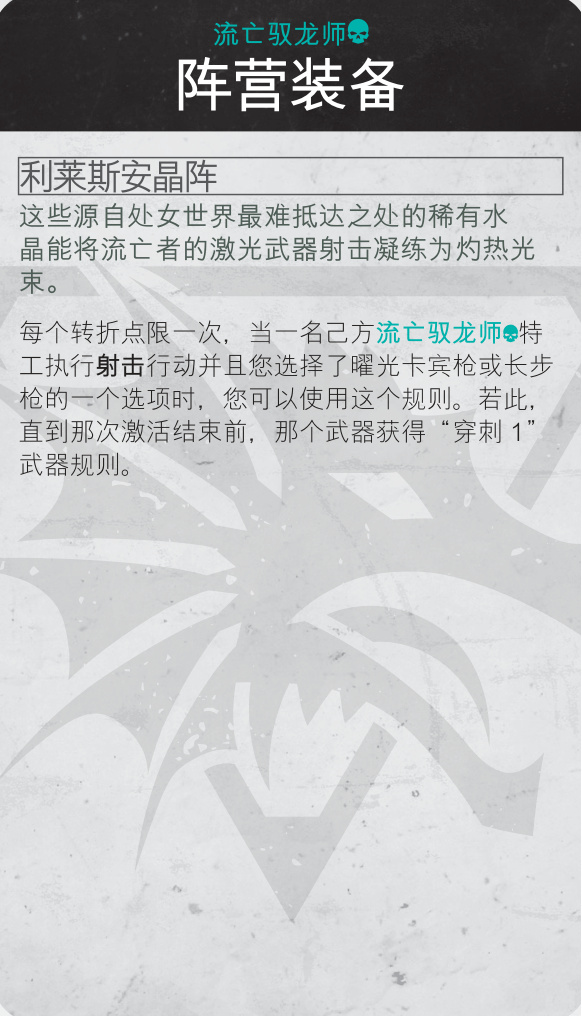 流亡驭龙师
阵营装备
利莱斯安晶阵
这些源自处女世界最难抵达之处的稀有水
晶能将流亡者的激光武器射击凝练为灼热光
束。
每个转折点限一次，当一名己方流亡驭龙师特
工执行射击行动并且您选择了曜光卡宾枪或长步
枪的一个选项时，您可以使用这个规则。若此，
直到那次激活结束前，那个武器获得“穿刺 1”
武器规则。